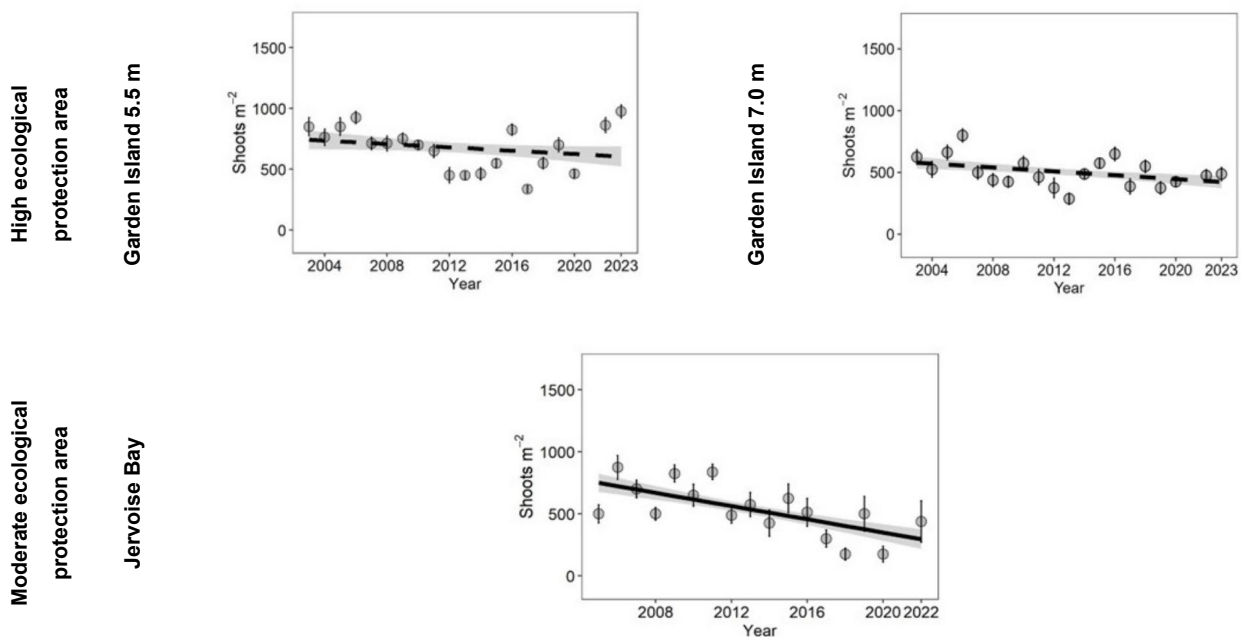 High ecological
protection area
Garden Island 5.5 m
1500
1000
500
0
Shoots m⁻²
2004 2008 2012 2016 2020 2023
Year
Garden Island 7.0 m
1500
1000
500
0
Shoots m⁻²
2004 2008 2012 2016 2020 2023
Year
Moderate ecological
protection area
Jervoise Bay
1500
1000
500
0
Shoots m⁻²
2008 2012 2016 2020 2022
Year